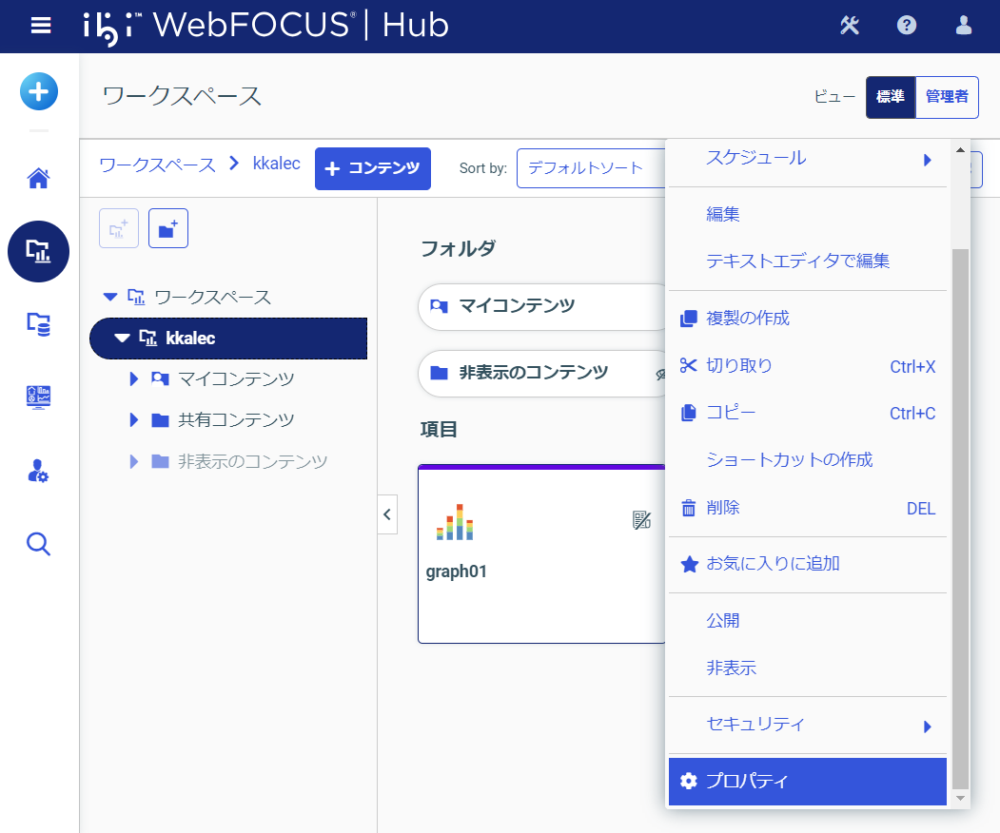 ibi™ WebFOCUS® | Hub
ワークスペース
ビュー 標準 管理者
ワークスペース kkalec + コンテンツ Sort by: デフォルトソート
ワークスペース
kkalec
マイコンテンツ
共有コンテンツ
非表示のコンテンツ
フォルダ
マイコンテンツ
非表示のコンテンツ
項目
graph01
スケジュール
編集
テキストエディタで編集
複製の作成
切り取り Ctrl+X
コピー Ctrl+C
ショートカットの作成
削除 DEL
お気に入りに追加
公開
非表示
セキュリティ
プロパティ